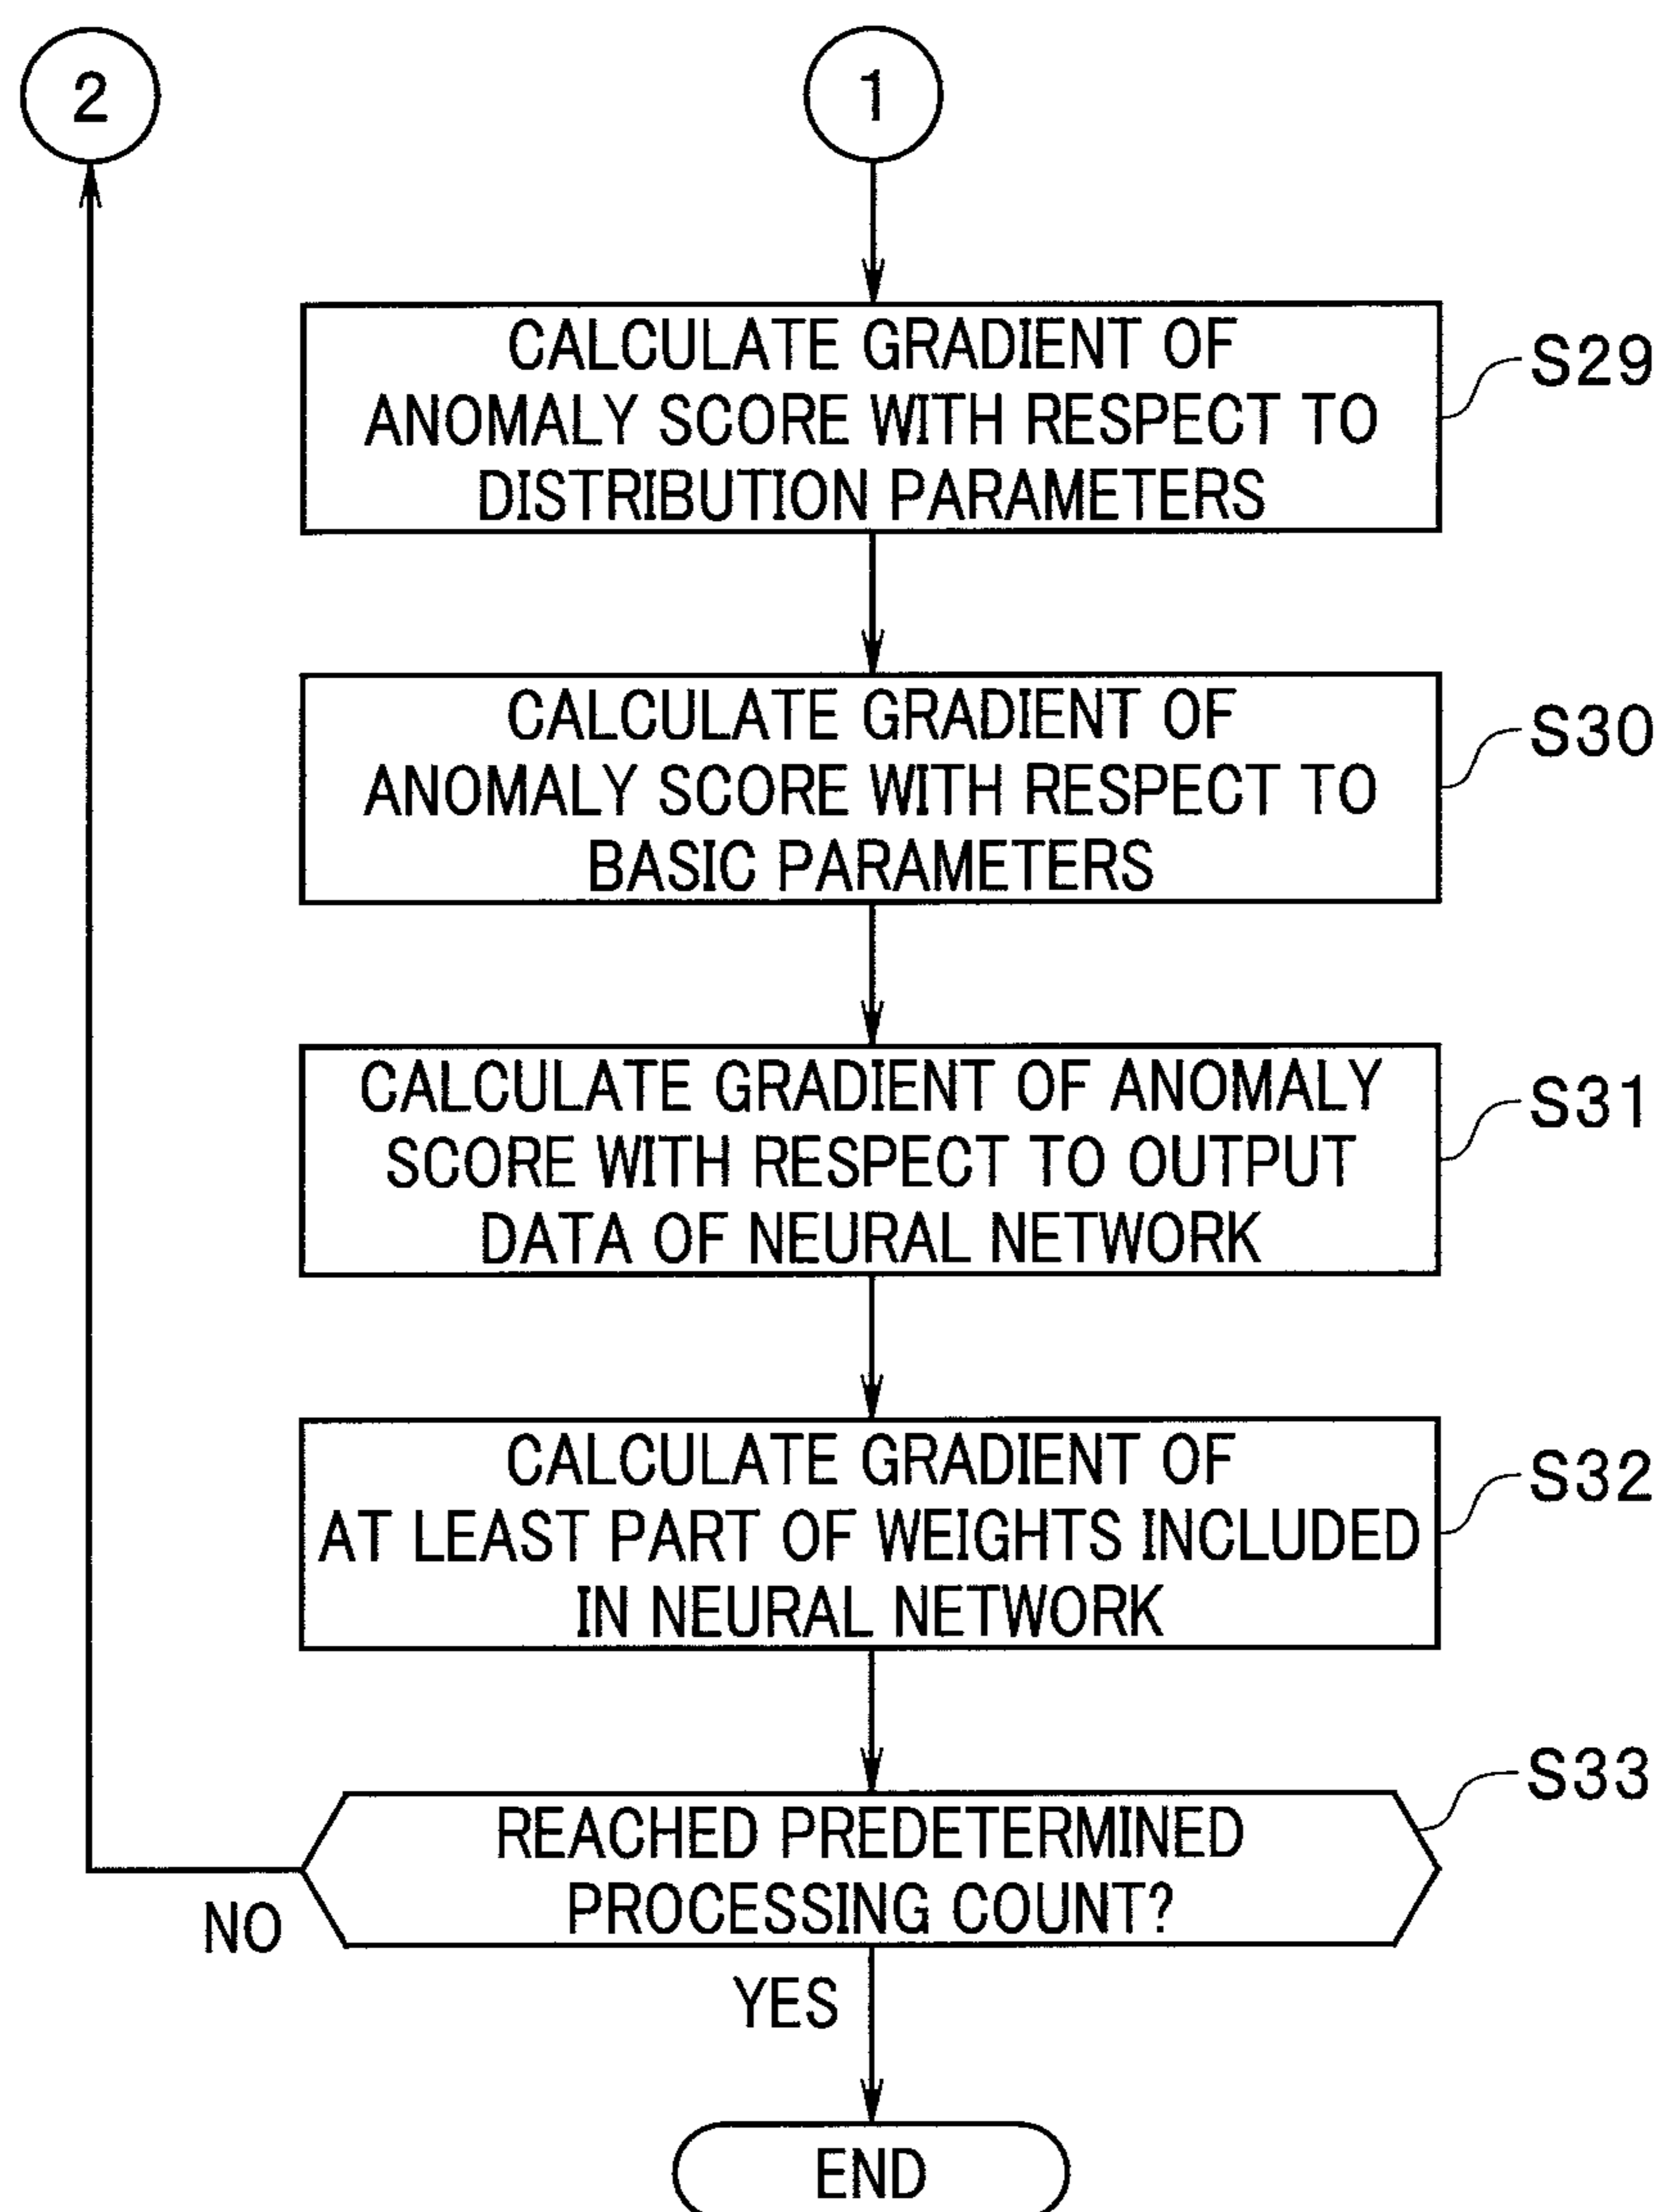 2
1
CALCULATE GRADIENT OF
ANOMALY SCORE WITH RESPECT TO
DISTRIBUTION PARAMETERS
S29
CALCULATE GRADIENT OF
ANOMALY SCORE WITH RESPECT TO
BASIC PARAMETERS
S30
CALCULATE GRADIENT OF ANOMALY
SCORE WITH RESPECT TO OUTPUT
DATA OF NEURAL NETWORK
S31
CALCULATE GRADIENT OF
AT LEAST PART OF WEIGHTS INCLUDED
IN NEURAL NETWORK
S32
REACHED PREDETERMINED
PROCESSING COUNT?
S33
NO
YES
END